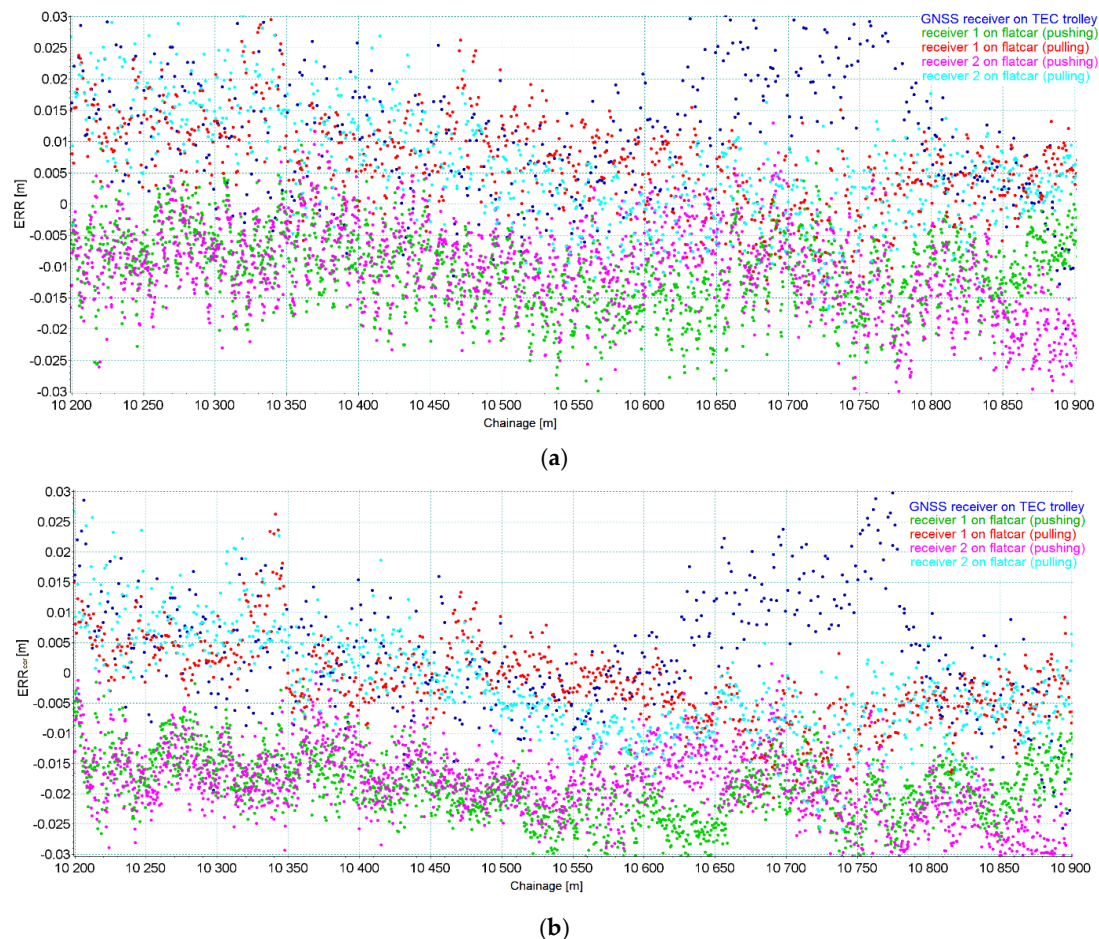 0.03
GNSS receiver on TEC trolley
0.025
receiver 1 on flatcar (pushing)
receiver 1 on flatcar (pulling)
0.02
receiver 2 on flatcar (pushing)
receiver 2 on flatcar (pulling)
0.015
0.01
0.005
ERR [m]
0
-0.005
-0.01
-0.015
-0.02
-0.025
-0.03
10 200 10 250 10 300 10 350 10 400 10 450 10 500 10 550 10 600 10 650 10 700 10 750 10 800 10 850 10 900
Chainage [m]
(a)
0.03
GNSS receiver on TEC trolley
0.025
receiver 1 on flatcar (pushing)
receiver 1 on flatcar (pulling)
0.02
receiver 2 on flatcar (pushing)
receiver 2 on flatcar (pulling)
0.015
0.01
0.005
ERRcor [m]
0
-0.005
-0.01
-0.015
-0.02
-0.025
-0.03
10 200 10 250 10 300 10 350 10 400 10 450 10 500 10 550 10 600 10 650 10 700 10 750 10 800 10 850 10 900
Chainage [m]
(b)